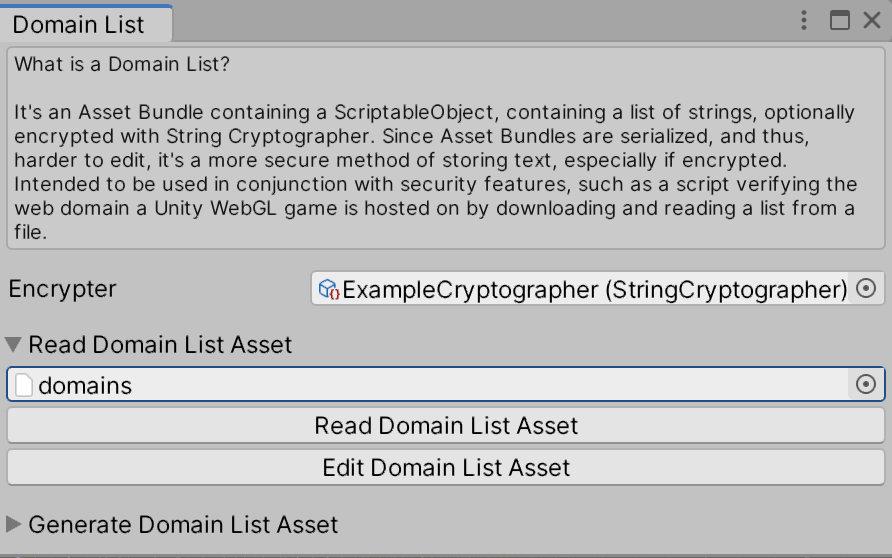 Domain List
What is a Domain List?
It's an Asset Bundle containing a ScriptableObject, containing a list of strings, optionally
encrypted with String Cryptographer. Since Asset Bundles are serialized, and thus,
harder to edit, it's a more secure method of storing text, especially if encrypted.
Intended to be used in conjunction with security features, such as a script verifying the
web domain a Unity WebGL game is hosted on by downloading and reading a list from a
file.
Encrypter ExampleCryptographer (StringCryptographer)
Read Domain List Asset
domains
Read Domain List Asset
Edit Domain List Asset
Generate Domain List Asset